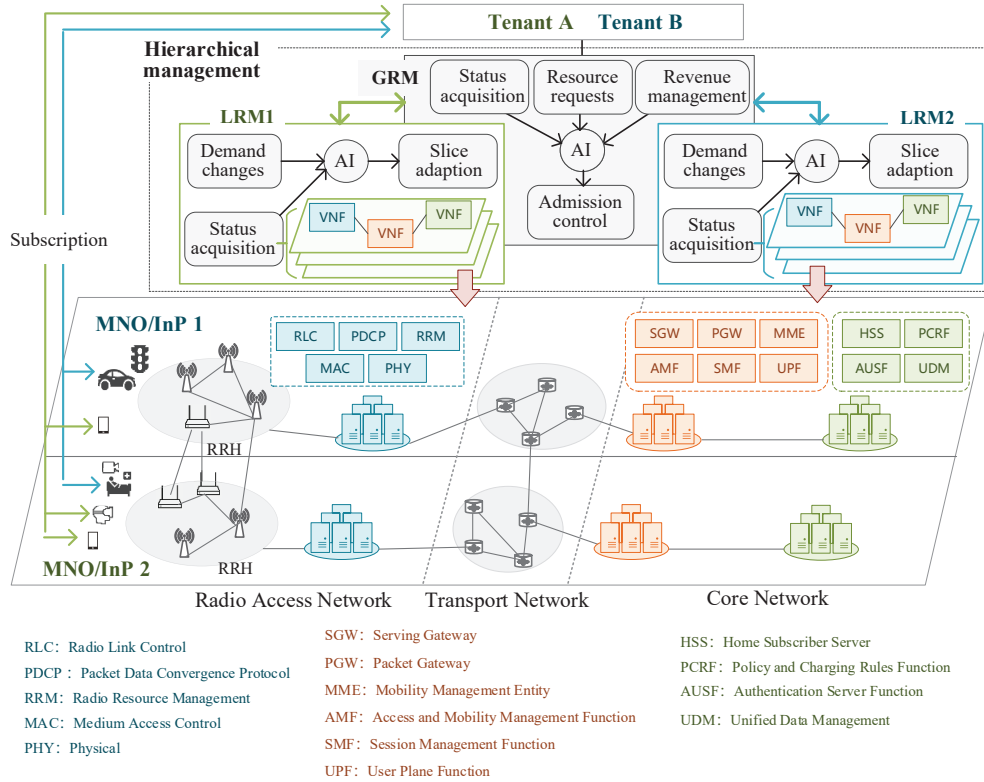 Tenant A Tenant B
Hierarchical
management
GRM
Status
acquisition
Resource
requests
Revenue
management
AI
Admission
control
LRM1
Demand
changes
AI
Slice
adaption
Status
acquisition
VNF
VNF
VNF
LRM2
Demand
changes
AI
Slice
adaption
Status
acquisition
VNF
VNF
VNF
Subscription
MNO/InP 1
RLC PDCP RRM
MAC PHY
SGW PGW MME
AMF SMF UPF
HSS PCRF
AUSF UDM
RRH
RRH
MNO/InP 2
Radio Access Network Transport Network Core Network
RLC: Radio Link Control
PDCP: Packet Data Convergence Protocol
RRM: Radio Resource Management
MAC: Medium Access Control
PHY: Physical
SGW: Serving Gateway
PGW: Packet Gateway
MME: Mobility Management Entity
AMF: Access and Mobility Management Function
SMF: Session Management Function
UPF: User Plane Function
HSS: Home Subscriber Server
PCRF: Policy and Charging Rules Function
AUSF: Authentication Server Function
UDM: Unified Data Management